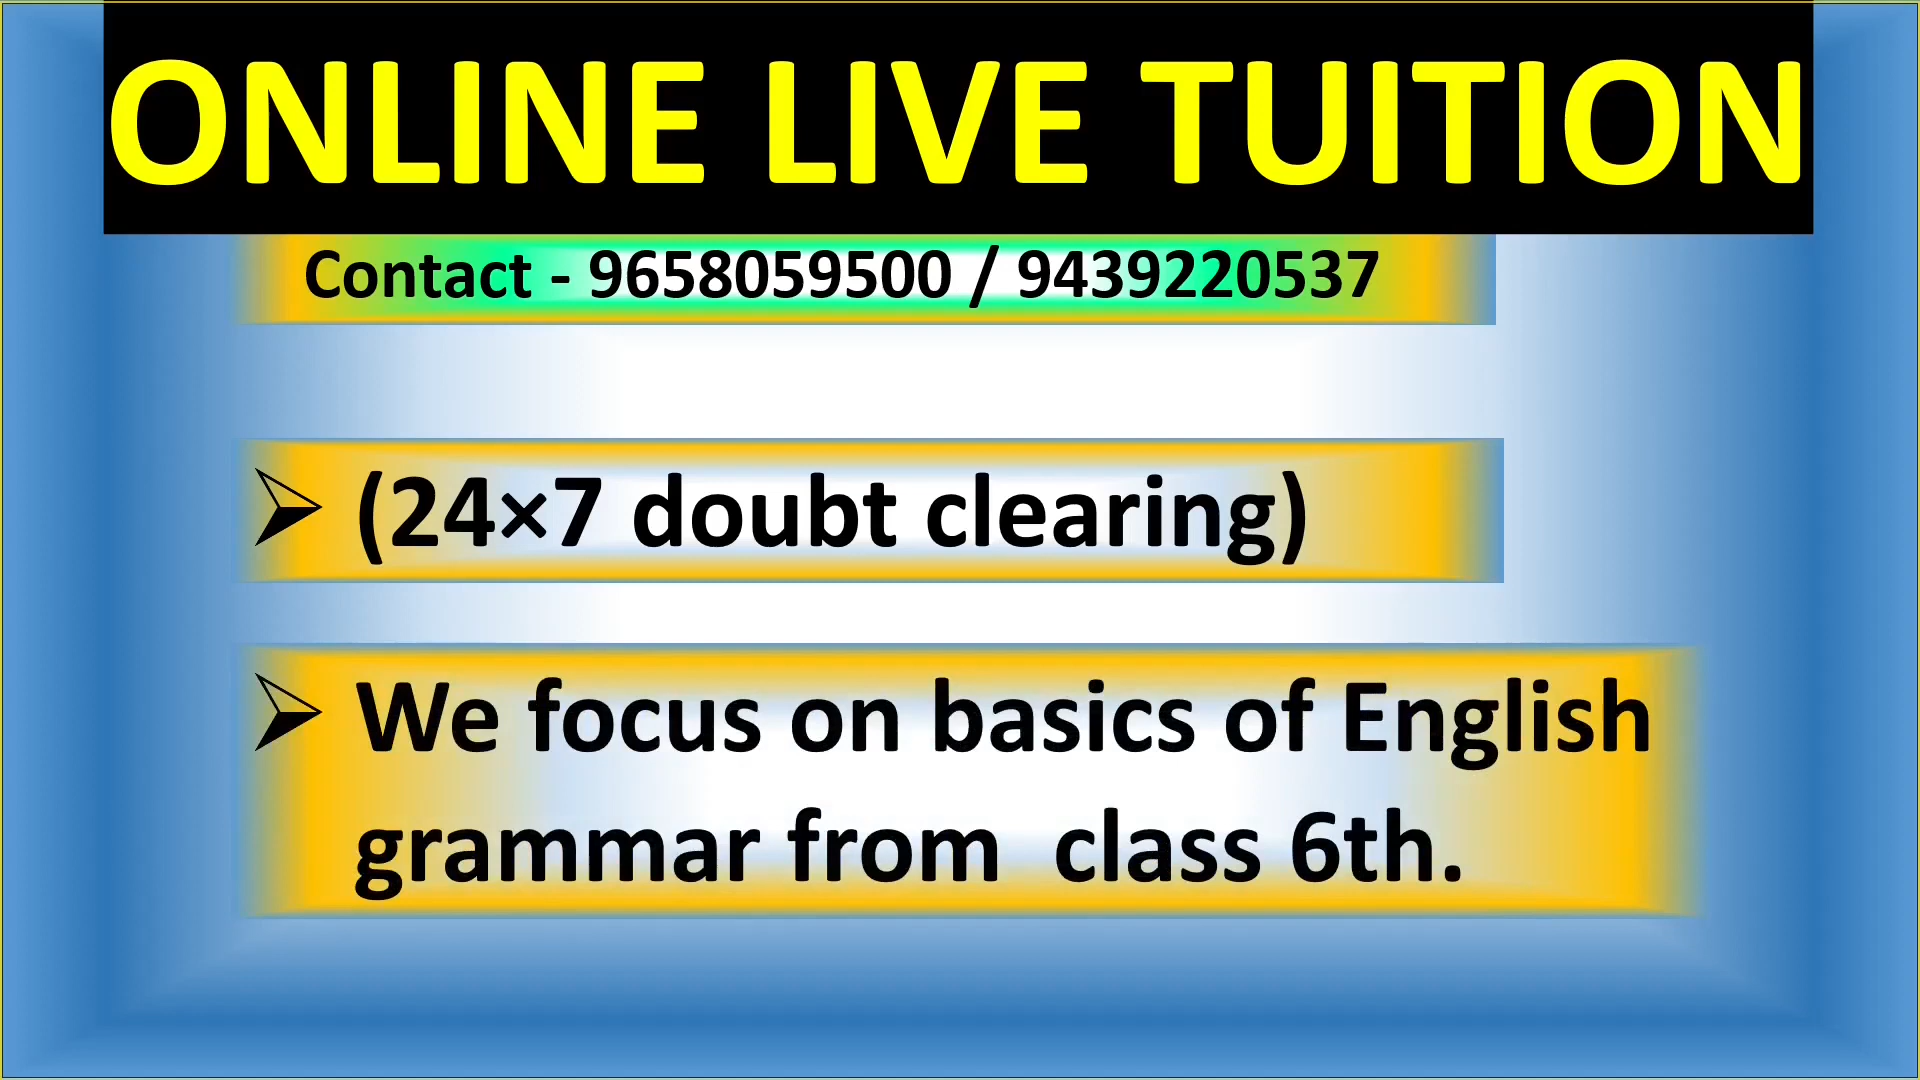 ONLINE LIVE TUITION
Contact - 9658059500 / 9439220537
➢ (24×7 doubt clearing)
➢ We focus on basics of English
grammar from  class 6th.